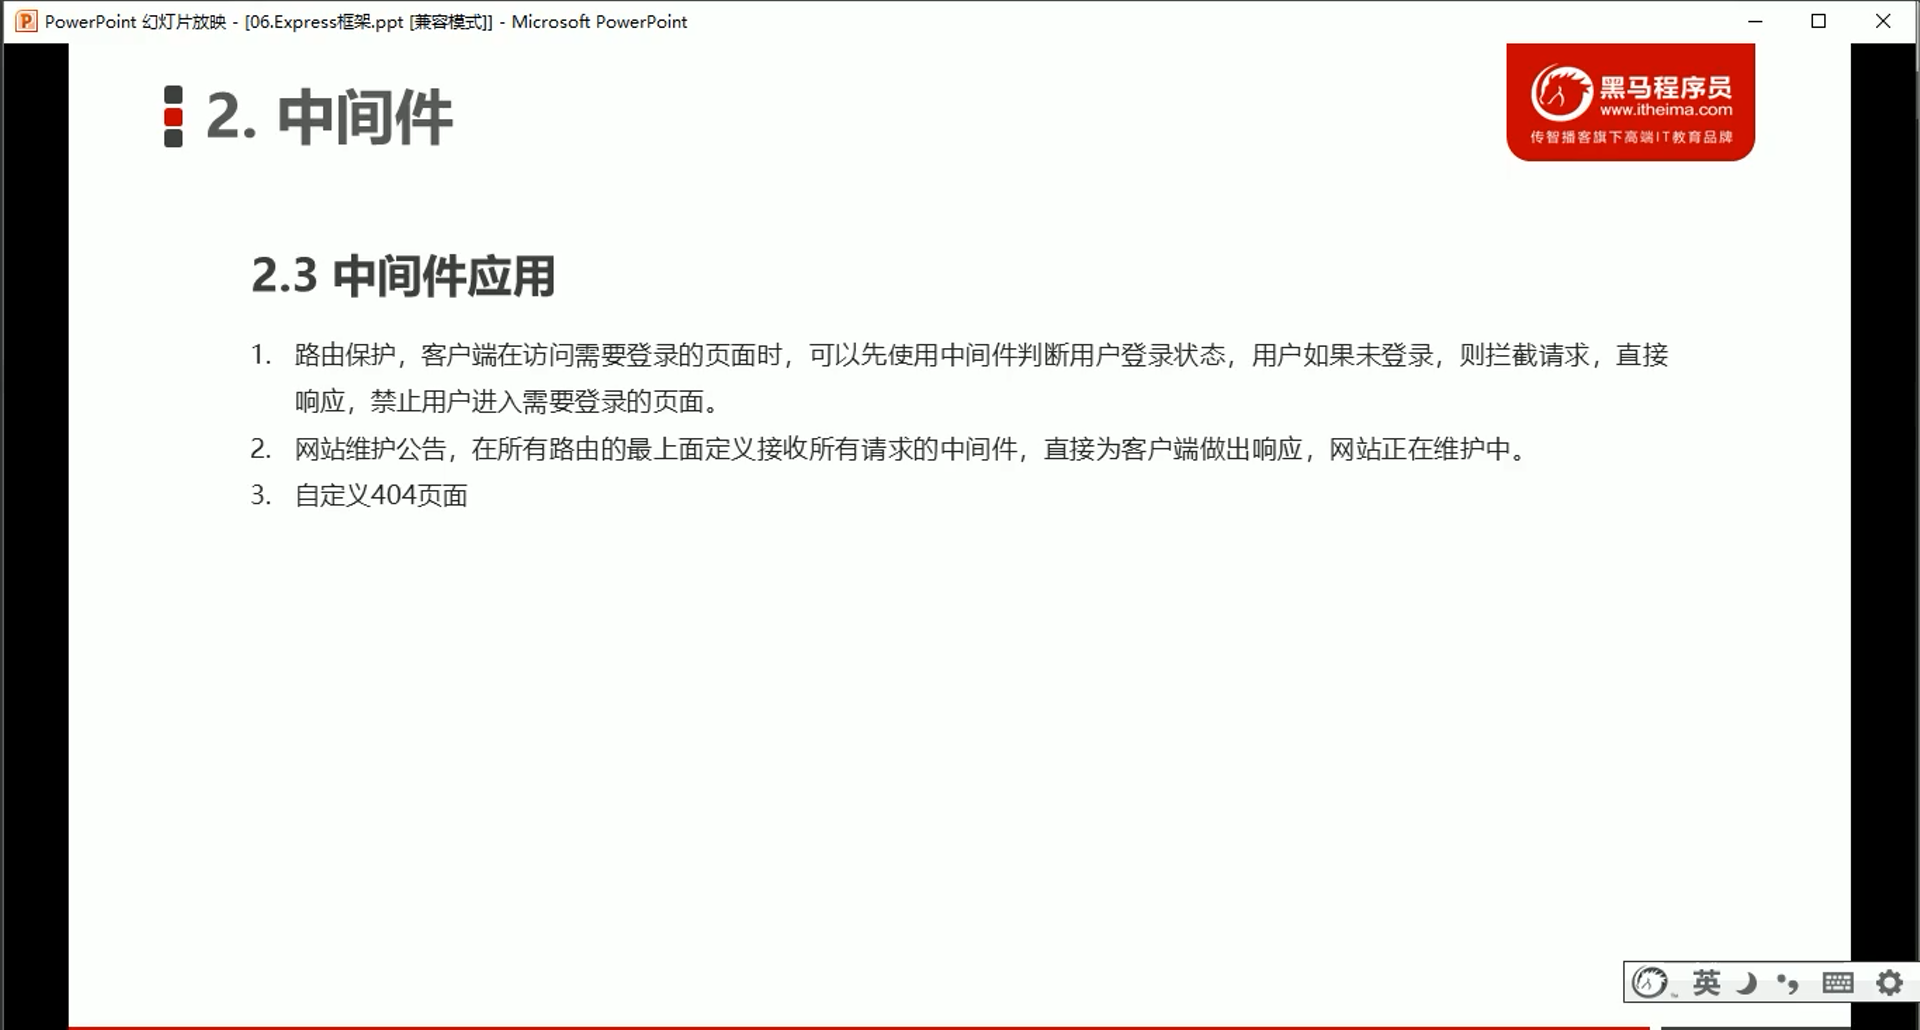 PowerPoint 幻灯片放映 - [06.Express框架.ppt [兼容模式]] - Microsoft PowerPoint
黑马程序员
www.itheima.com
传智播客旗下高端IT教育品牌
2. 中间件
2.3 中间件应用
1. 路由保护，客户端在访问需要登录的页面时，可以先使用中间件判断用户登录状态，用户如果未登录，则拦截请求，直接
响应，禁止用户进入需要登录的页面。
2. 网站维护公告，在所有路由的最上面定义接收所有请求的中间件，直接为客户端做出响应，网站正在维护中。
3. 自定义404页面
英